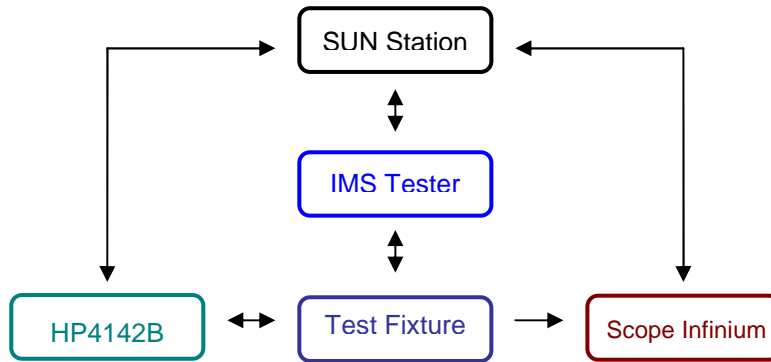 SUN Station
IMS Tester
HP4142B
Test Fixture
Scope Infinium